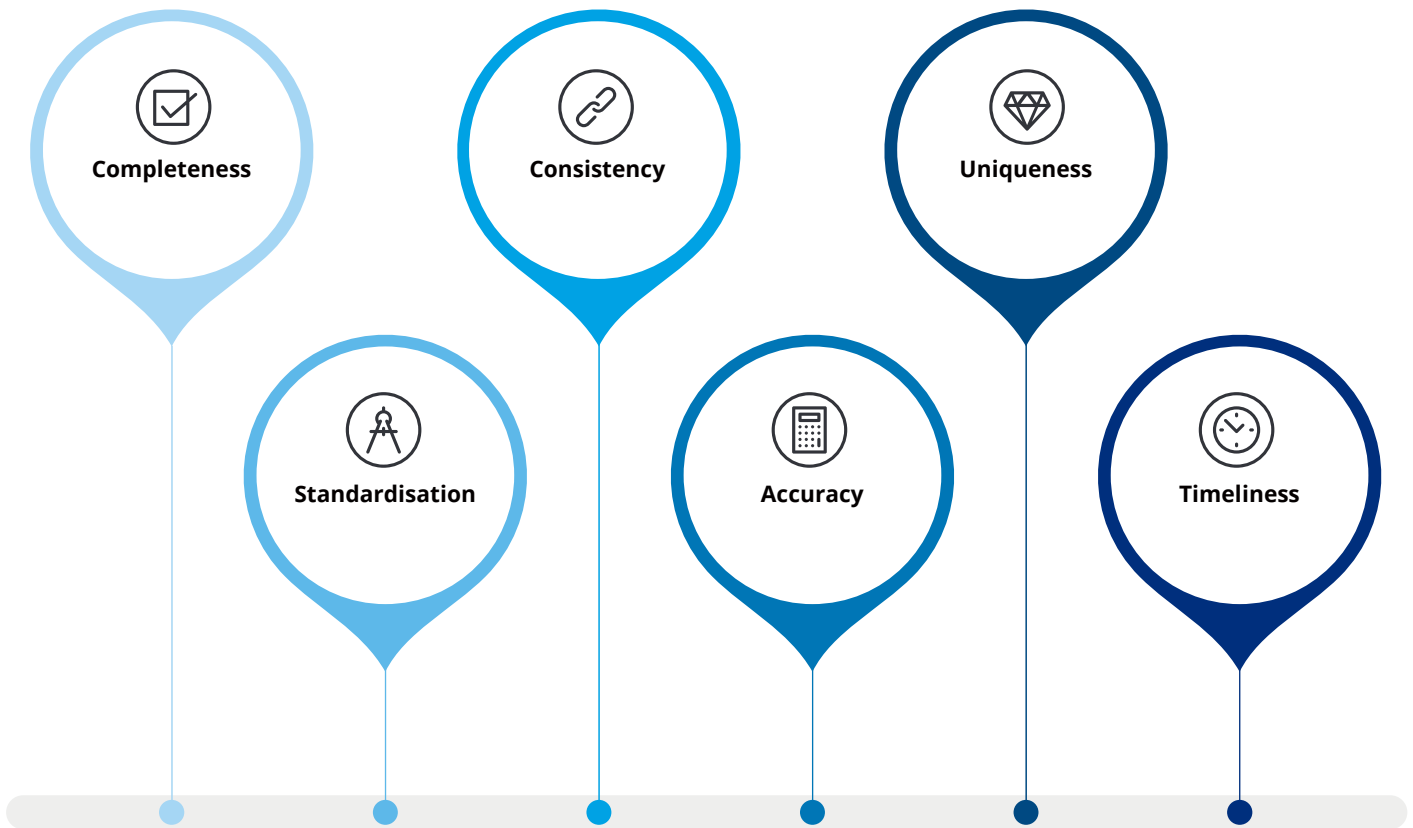 Completeness
Consistency
Uniqueness
Standardisation
Accuracy
Timeliness